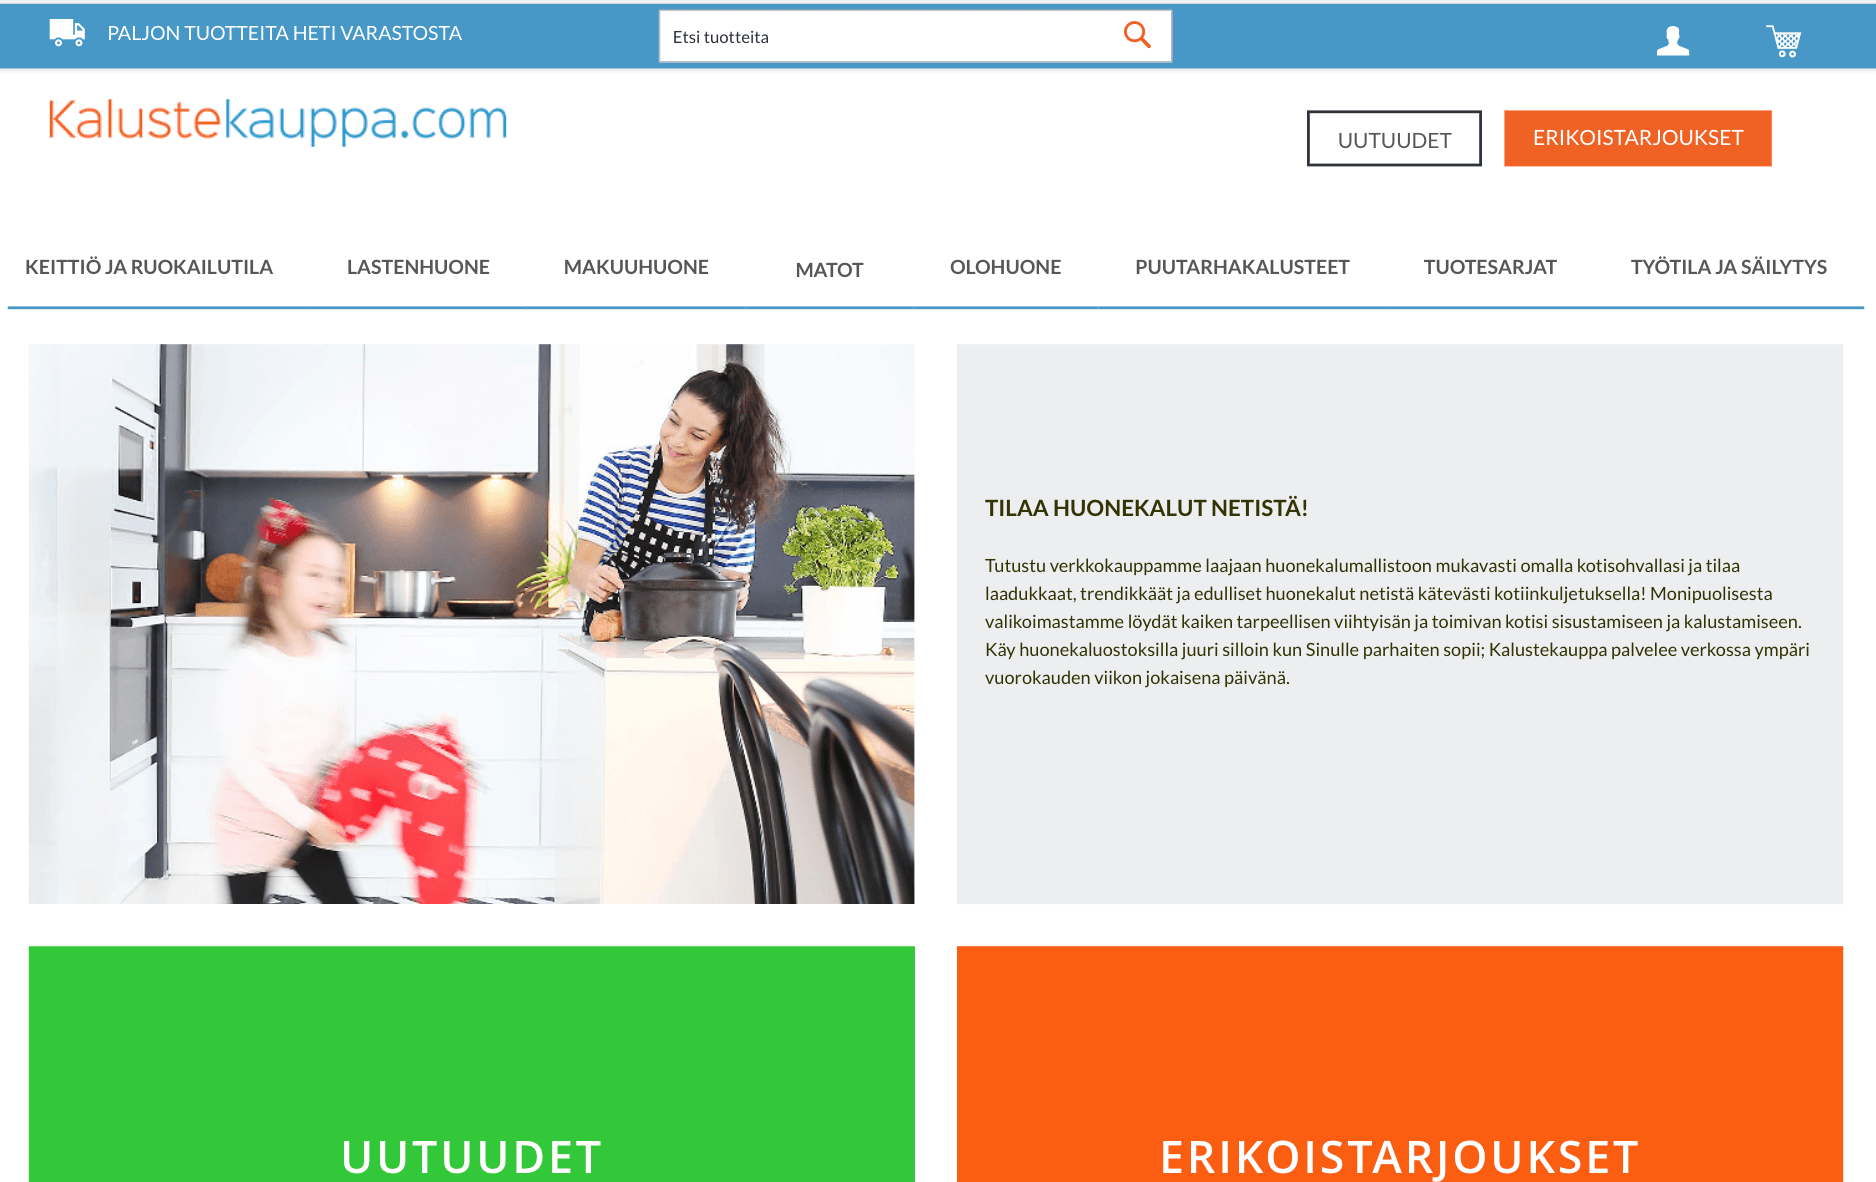 PALJON TUOTTEITA HETI VARASTOSTA
Etsi tuotteita
Kalustekauppa.com
UUTUUDET
ERIKOISTARJOUKSET
KEITTIÖ JA RUOKAILUTILA
LASTENHUONE
MAKUUHUONE
MATOT
OLOHUONE
PUUTARHAKALUSTEET
TUOTESARJAT
TYÖTILA JA SÄILYTYS
TILAA HUONEKALUT NETISTÄ!
Tutustu verkkokauppamme laajaan huonekalumallistoon mukavasti omalla kotisohvallasi ja tilaa
laadukkaat, trendikkäät ja edulliset huonekalut netistä kätevästi kotiinkuljetuksella! Monipuolisesta
valikoimastamme löydät kaiken tarpeellisen viihtyisän ja toimivan kotisi sisustamiseen ja kalustamiseen.
Käy huonekaluostoksilla juuri silloin kun Sinulle parhaiten sopii; Kalustekauppa palvelee verkossa ympäri
vuorokauden viikon jokaisena päivänä.
UUTUUDET
ERIKOISTARJOUKSET